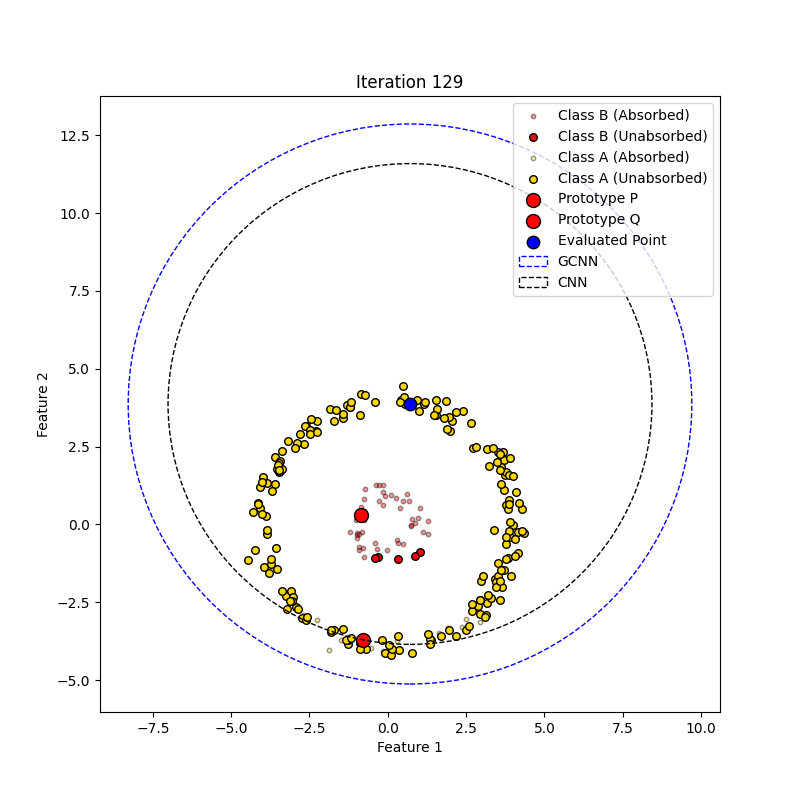 Iteration 129
Class B (Absorbed)
Class B (Unabsorbed)
Class A (Absorbed)
Class A (Unabsorbed)
Prototype P
Prototype Q
Evaluated Point
GCNN
CNN
12.5
10.0
7.5
5.0
2.5
0.0
−2.5
−5.0
Feature 2
−7.5 −5.0 −2.5 0.0 2.5 5.0 7.5 10.0
Feature 1